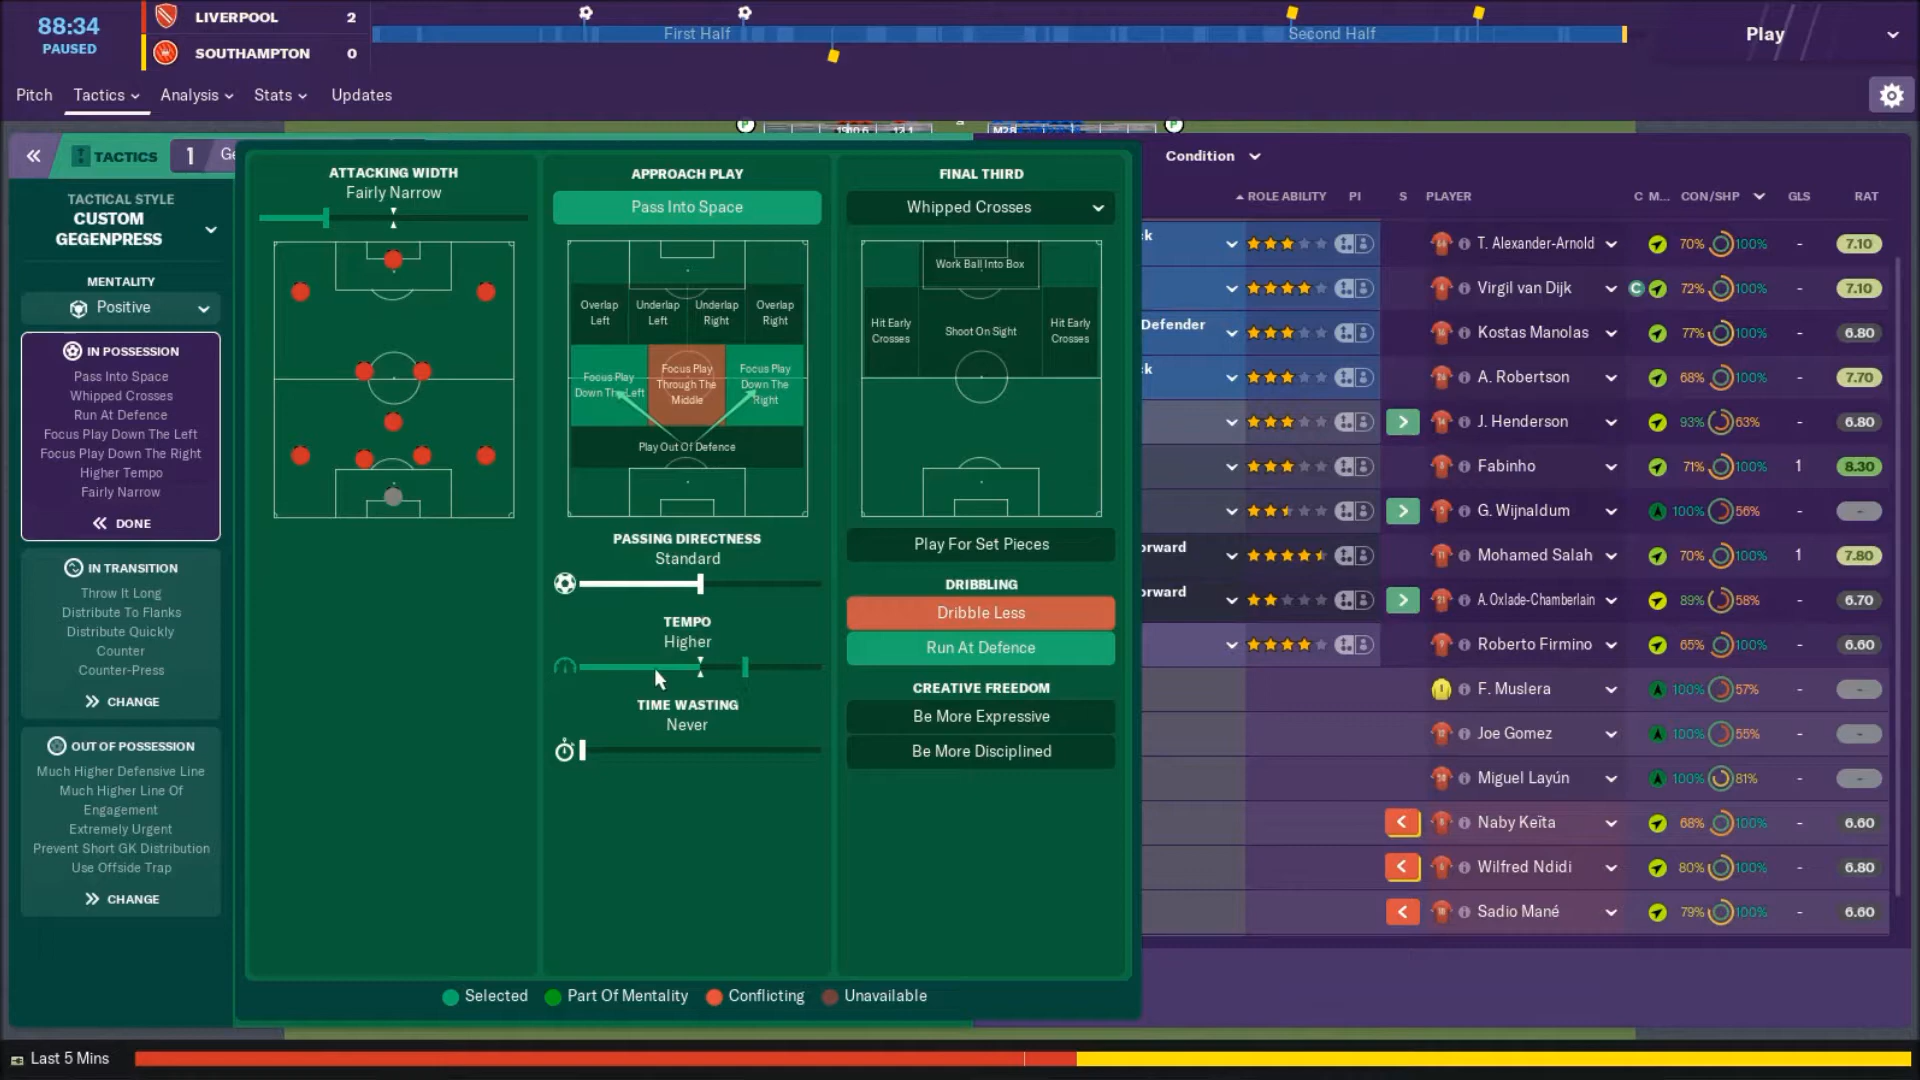 88:34
PAUSED
LIVERPOOL 2
SOUTHAMPTON 0
First Half
Second Half
Play
Pitch
Tactics
Analysis
Stats
Updates
TACTICS
1
Ge
TACTICAL STYLE
CUSTOM
GEGENPRESS
MENTALITY
Positive
IN POSSESSION
Pass Into Space
Whipped Crosses
Run At Defence
Focus Play Down The Left
Focus Play Down The Right
Higher Tempo
Fairly Narrow
DONE
IN TRANSITION
Throw It Long
Distribute To Flanks
Distribute Quickly
Counter
Counter-Press
CHANGE
OUT OF POSSESSION
Much Higher Defensive Line
Much Higher Line Of
Engagement
Extremely Urgent
Prevent Short GK Distribution
Use Offside Trap
CHANGE
ATTACKING WIDTH
Fairly Narrow
APPROACH PLAY
Pass Into Space
Overlap
Left
Underlap
Left
Underlap
Right
Overlap
Right
Focus Play
Down The Left
Focus Play
Through The
Middle
Focus Play
Down The
Right
Play Out Of Defence
PASSING DIRECTNESS
Standard
TEMPO
Higher
TIME WASTING
Never
FINAL THIRD
Whipped Crosses
Work Ball Into Box
Hit Early
Crosses
Shoot On Sight
Hit Early
Crosses
Play For Set Pieces
DRIBBLING
Dribble Less
Run At Defence
CREATIVE FREEDOM
Be More Expressive
Be More Disciplined
Selected
Part Of Mentality
Conflicting
Unavailable
Condition
ROLE ABILITY PI S PLAYER C M... CON/SHP GLS RAT
ck T. Alexander-Arnold 70% 100% - 7.10
Virgil van Dijk C 72% 100% - 7.10
Defender Kostas Manolas 77% 100% - 6.80
ck A. Robertson 68% 100% - 7.70
J. Henderson 93% 63% - 6.80
Fabinho 71% 100% 1 8.30
G. Wijnaldum 100% 56% - -
orward Mohamed Salah 70% 100% 1 7.80
orward A. Oxlade-Chamberlain 89% 58% - 6.70
Roberto Firmino 65% 100% - 6.60
F. Muslera 100% 57% - -
Joe Gomez 100% 55% - -
Miguel Layún 100% 81% - -
Naby Keïta 68% 100% - 6.60
Wilfred Ndidi 80% 100% - 6.80
Sadio Mané 79% 100% - 6.60
Last 5 Mins